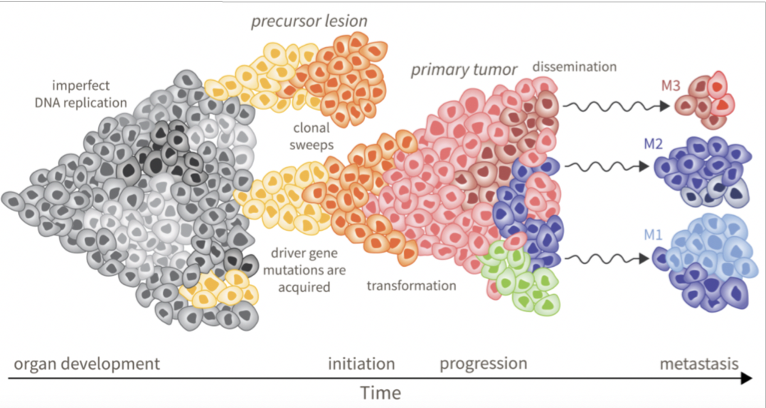 precursor lesion
imperfect
DNA replication
primary tumor
dissemination
M3
clonal
sweeps
M2
M1
driver gene
mutations are
acquired
transformation
organ development
initiation
progression
metastasis
Time